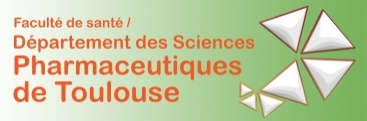 Faculté de santé /
Département des Sciences
Pharmaceutiques
de Toulouse